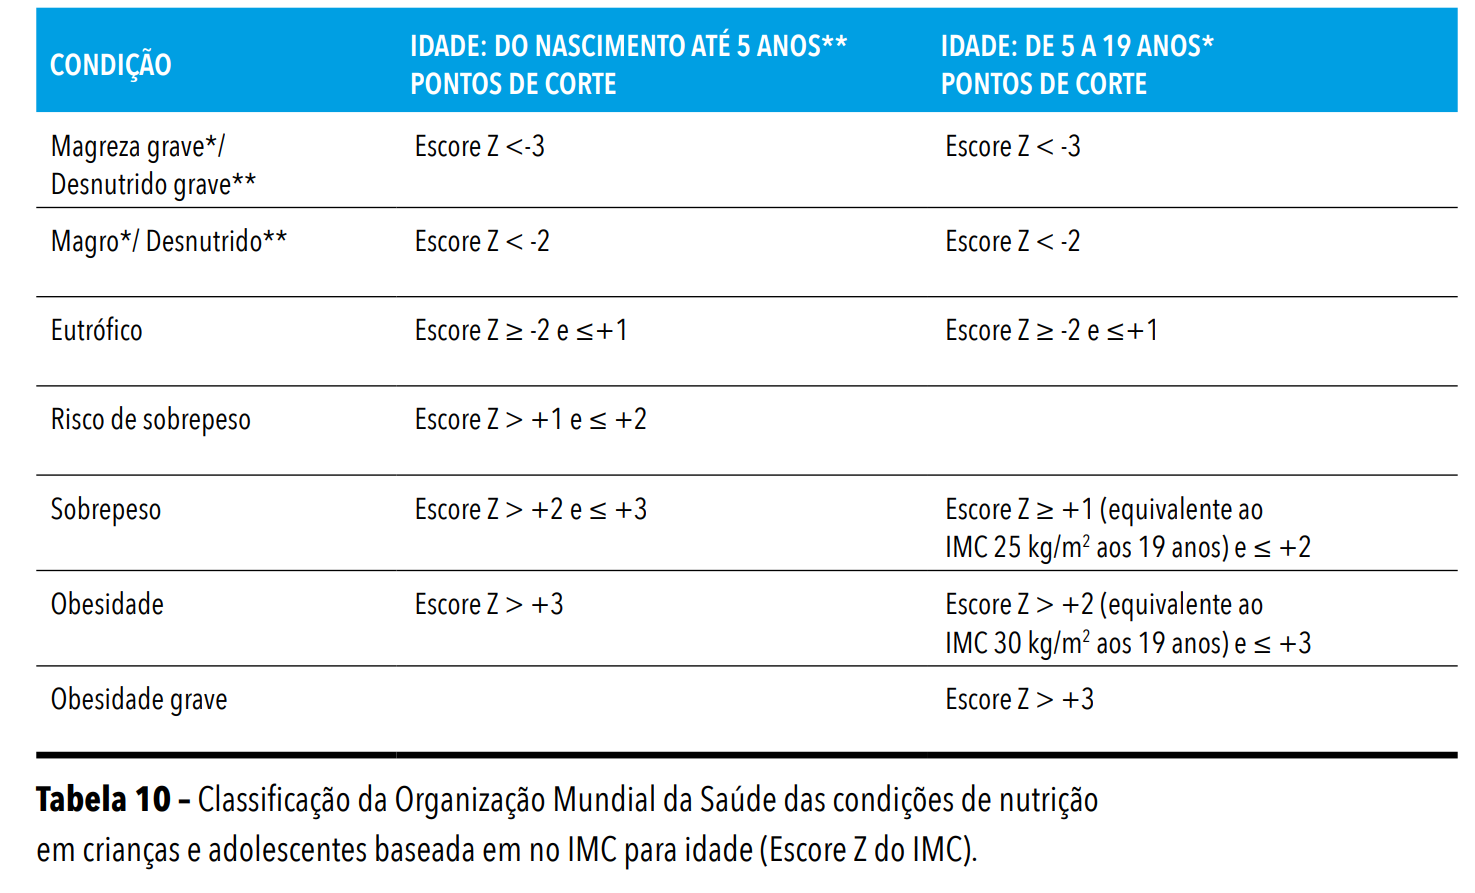 CONDIÇÃO
IDADE: DO NASCIMENTO ATÉ 5 ANOS**
PONTOS DE CORTE
IDADE: DE 5 A 19 ANOS*
PONTOS DE CORTE
Magreza grave*/
Desnutrido grave**
Escore Z <-3
Escore Z < -3
Magro*/ Desnutrido**
Escore Z < -2
Escore Z < -2
Eutrófico
Escore Z ≥ -2 e ≤+1
Escore Z ≥ -2 e ≤+1
Risco de sobrepeso
Escore Z > +1 e ≤ +2
Sobrepeso
Escore Z > +2 e ≤ +3
Escore Z ≥ +1 (equivalente ao
IMC 25 kg/m² aos 19 anos) e ≤ +2
Obesidade
Escore Z > +3
Escore Z > +2 (equivalente ao
IMC 30 kg/m² aos 19 anos) e ≤ +3
Obesidade grave
Escore Z > +3
Tabela 10 – Classificação da Organização Mundial da Saúde das condições de nutrição
em crianças e adolescentes baseada em no IMC para idade (Escore Z do IMC).